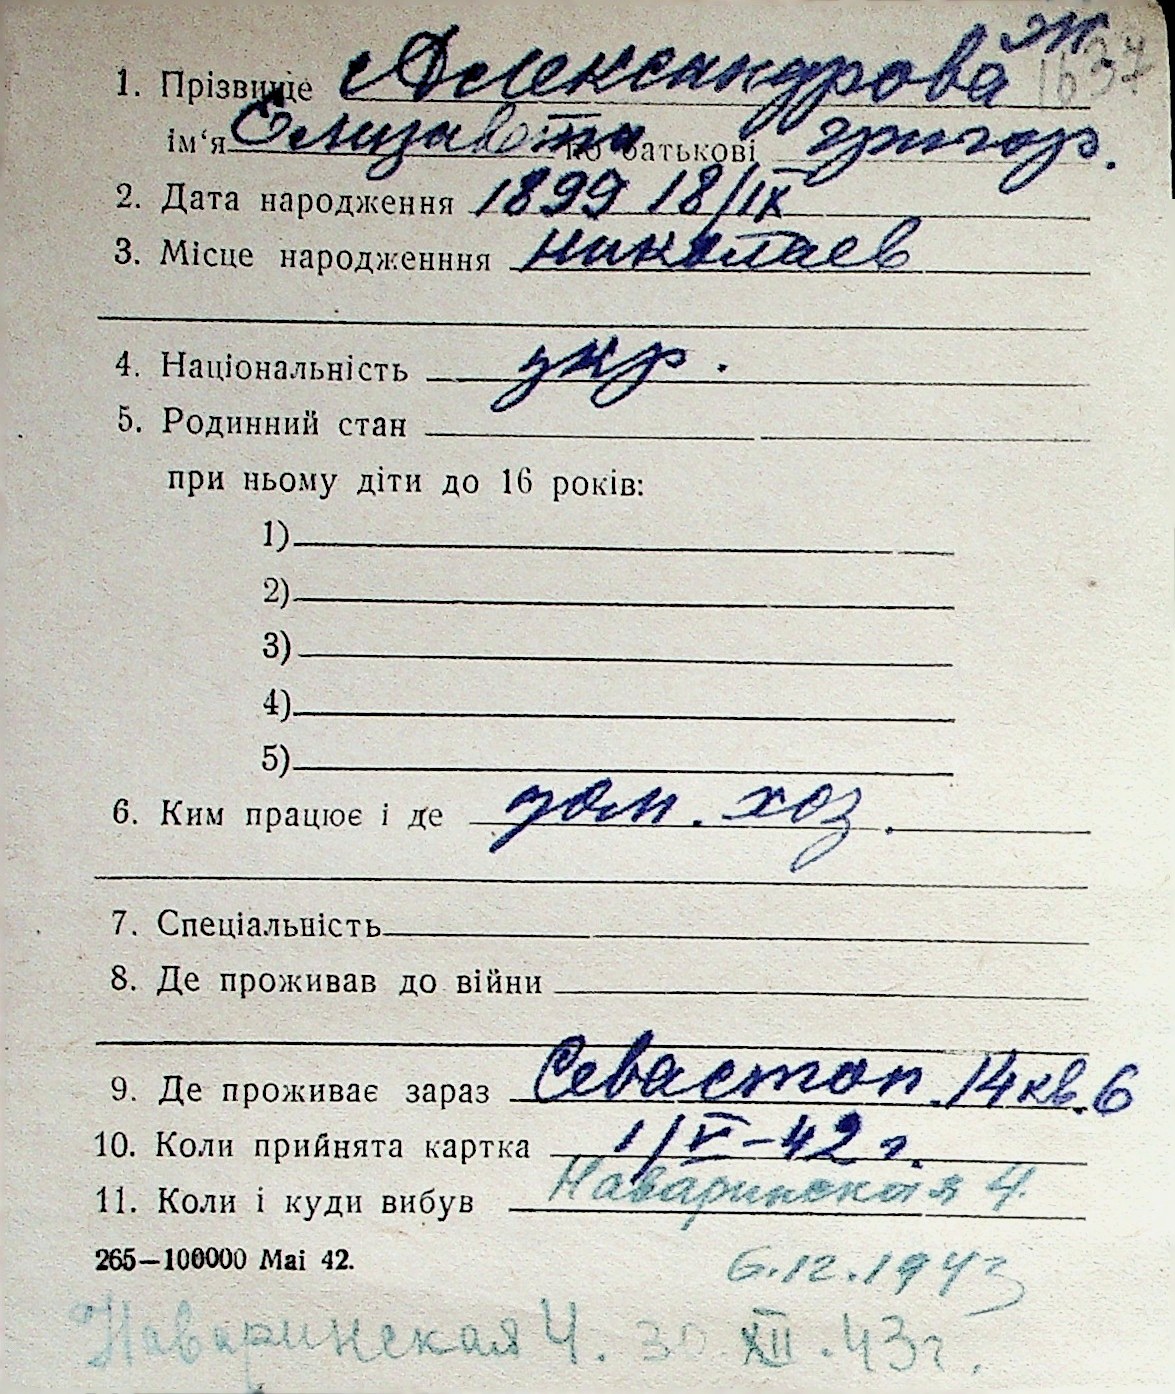 ж 1637
1. Прізвище Александрова
ім‘я Елизавета по батькові Григор.
2. Дата народження 1899 18/IX
3. Місце народженння Николаев
4. Національність укр.
5. Родинний стан
при ньому діти до 16 років:
1)
2)
3)
4)
5)
6. Ким працює і де дом. хоз.
7. Спеціальність
8. Де проживав до війни
9. Де проживає зараз Севастоп. 14 кв. 6
10. Коли прийнята картка 1/V-42 г.
11. Коли і куди вибув Наваринская 4.
265—100000 Mai 42.
6.12.1943
Наваринская 4. 30 XII.43г.